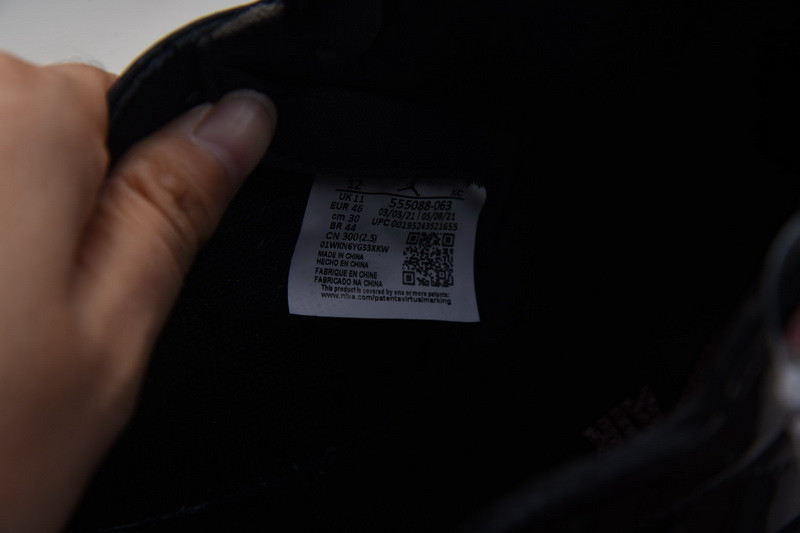 12
UK 11
EUR 46
cm 30
BR 44
CN 300(2.5)
01WKN6YG33XKW
MADE IN CHINA
HECHO EN CHINA
FABRIQUE EN CHINE
FABRICADO NA CHINA
KC
555088-063
03/03/21 | 05/08/21
UPC 00195243521655
This product is covered by one or more patents:
www.nike.com/patentsvirtualmarking